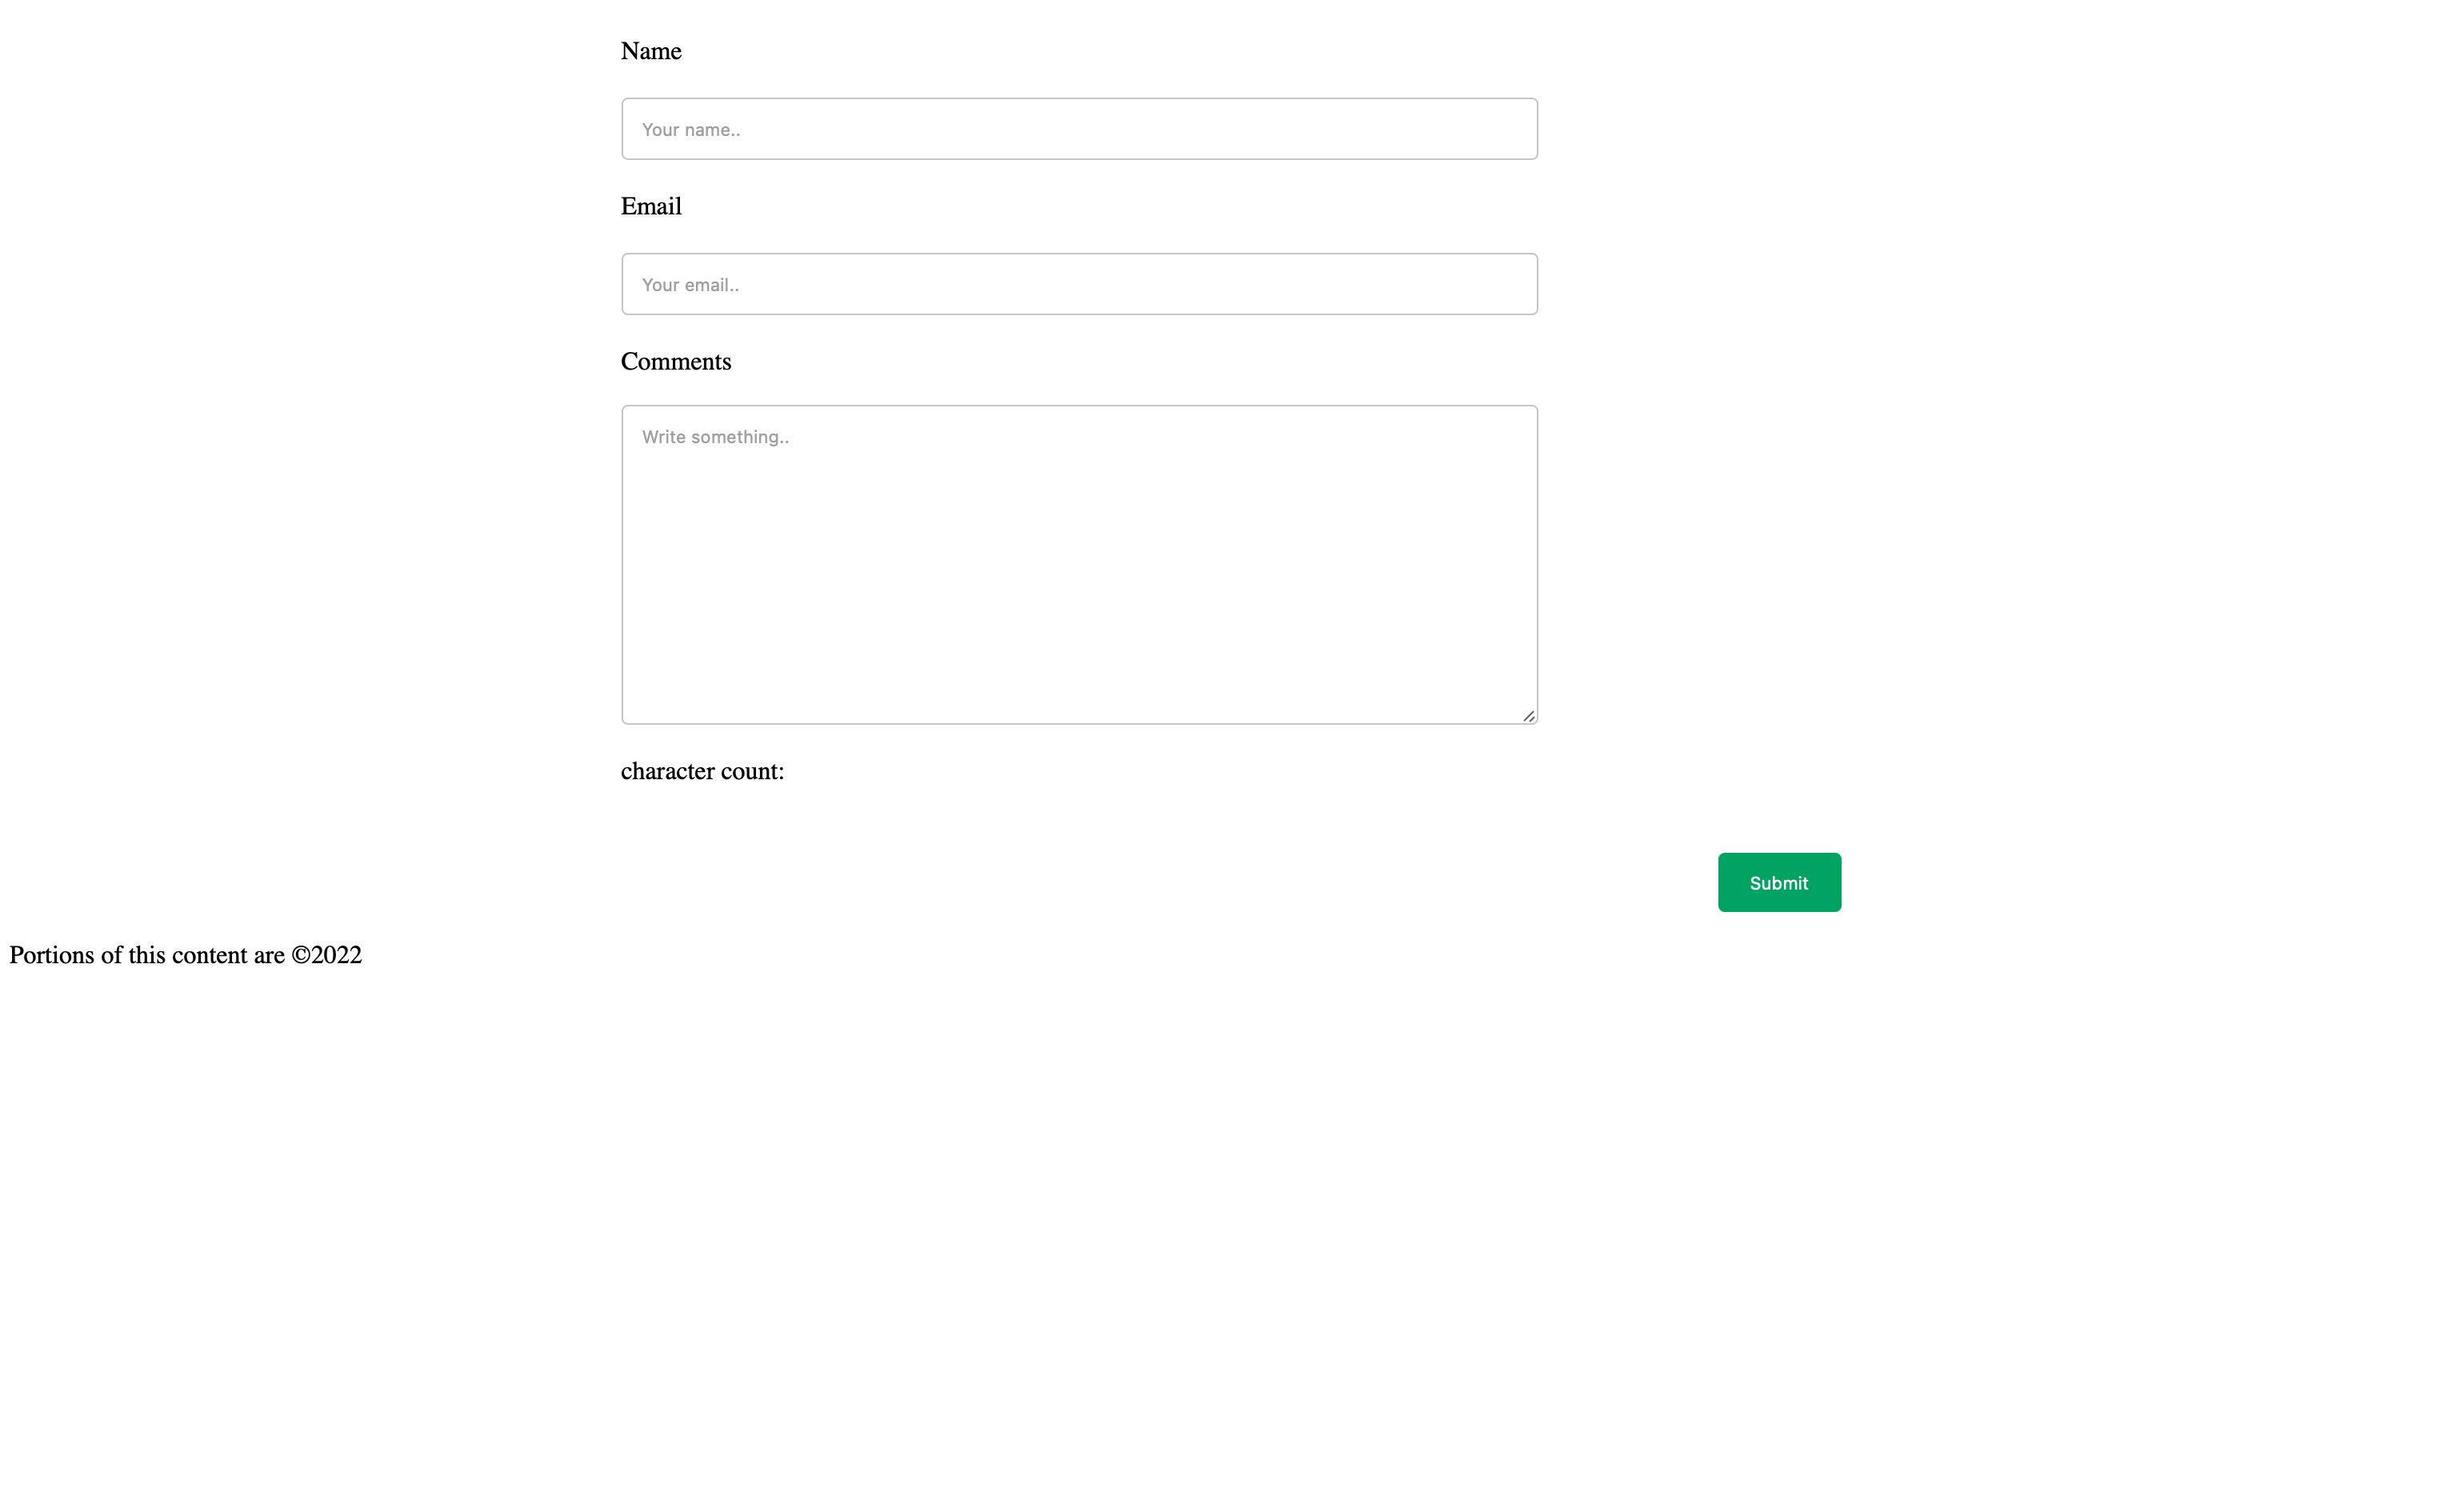 Name
Your name..
Email
Your email..
Comments
Write something..
character count:
Submit
Portions of this content are ©2022